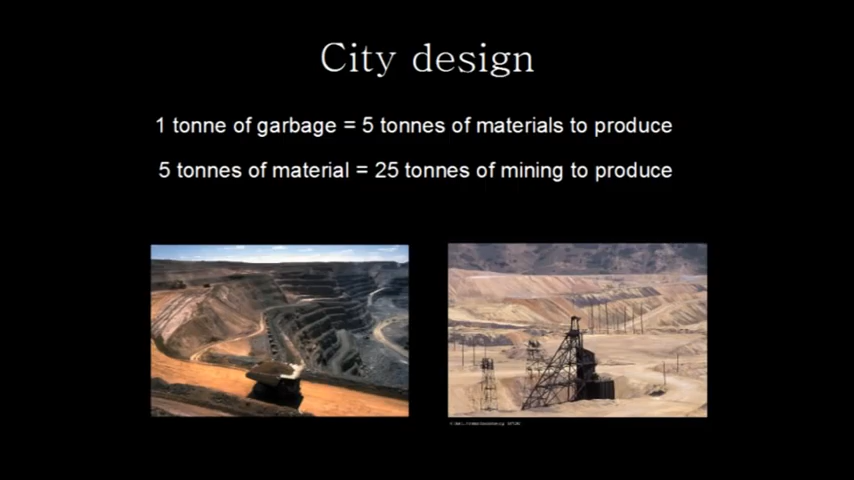 City design
1 tonne of garbage = 5 tonnes of materials to produce
5 tonnes of material = 25 tonnes of mining to produce